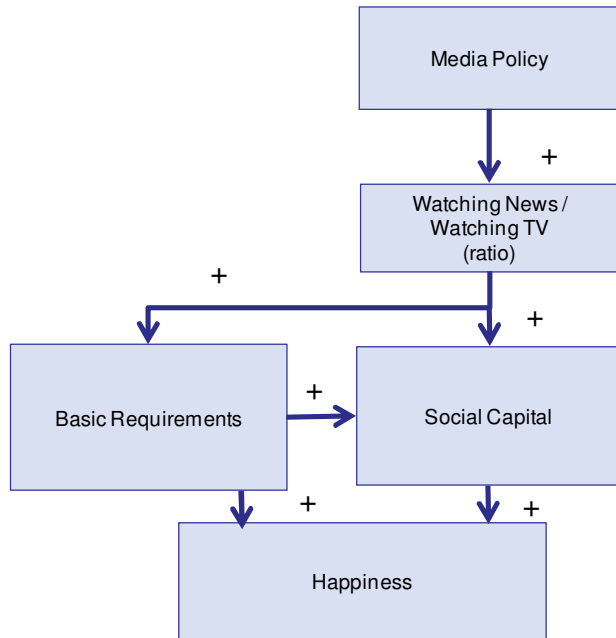 Media Policy
+
Watching News /
Watching TV
(ratio)
+
+
Basic Requirements
+
Social Capital
+
+
Happiness